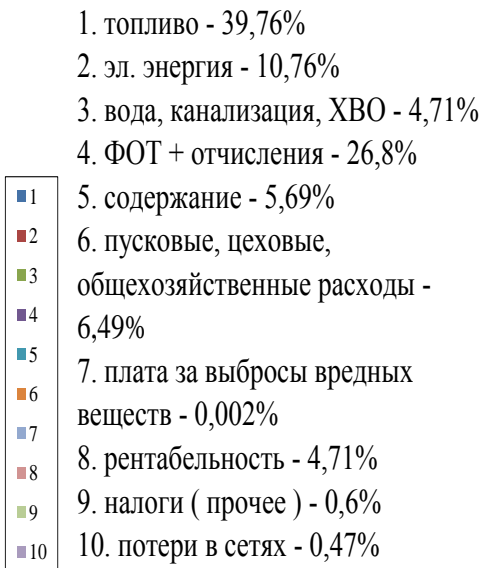 1. топливо - 39,76%
2. эл. энергия - 10,76%
3. вода, канализация, ХВО - 4,71%
4. ФОТ + отчисления - 26,8%
5. содержание - 5,69%
6. пусковые, цеховые,
общехозяйственные расходы -
6,49%
7. плата за выбросы вредных
веществ - 0,002%
8. рентабельность - 4,71%
9. налоги ( прочее ) - 0,6%
10. потери в сетях - 0,47%
1
2
3
4
5
6
7
8
9
10